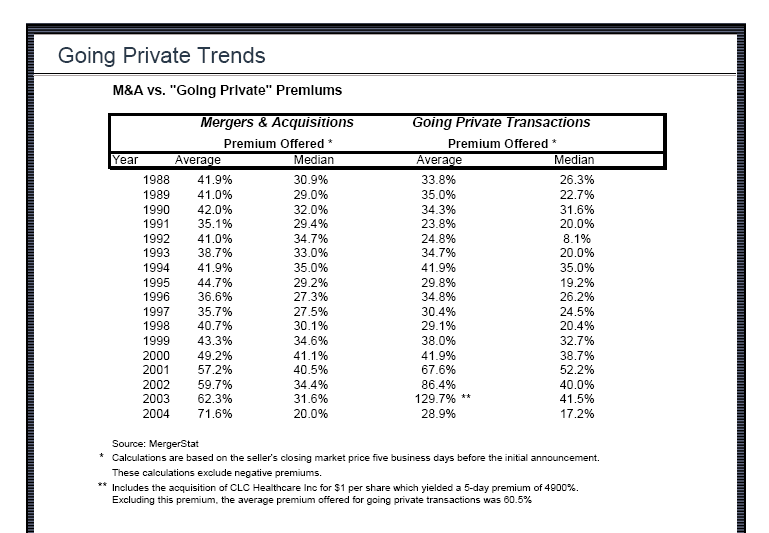 Going Private Trends
M&A vs. "Going Private" Premiums
Mergers & Acquisitions Going Private Transactions
Premium Offered * Premium Offered *
Year Average Median Average Median
1988 41.9% 30.9% 33.8% 26.3%
1989 41.0% 29.0% 35.0% 22.7%
1990 42.0% 32.0% 34.3% 31.6%
1991 35.1% 29.4% 23.8% 20.0%
1992 41.0% 34.7% 24.8% 8.1%
1993 38.7% 33.0% 34.7% 20.0%
1994 41.9% 35.0% 41.9% 35.0%
1995 44.7% 29.2% 29.8% 19.2%
1996 36.6% 27.3% 34.8% 26.2%
1997 35.7% 27.5% 30.4% 24.5%
1998 40.7% 30.1% 29.1% 20.4%
1999 43.3% 34.6% 38.0% 32.7%
2000 49.2% 41.1% 41.9% 38.7%
2001 57.2% 40.5% 67.6% 52.2%
2002 59.7% 34.4% 86.4% 40.0%
2003 62.3% 31.6% 129.7% ** 41.5%
2004 71.6% 20.0% 28.9% 17.2%
Source: MergerStat
* Calculations are based on the seller's closing market price five business days before the initial announcement.
These calculations exclude negative premiums.
** Includes the acquisition of CLC Healthcare Inc for $1 per share which yielded a 5-day premium of 4900%.
Excluding this premium, the average premium offered for going private transactions was 60.5%